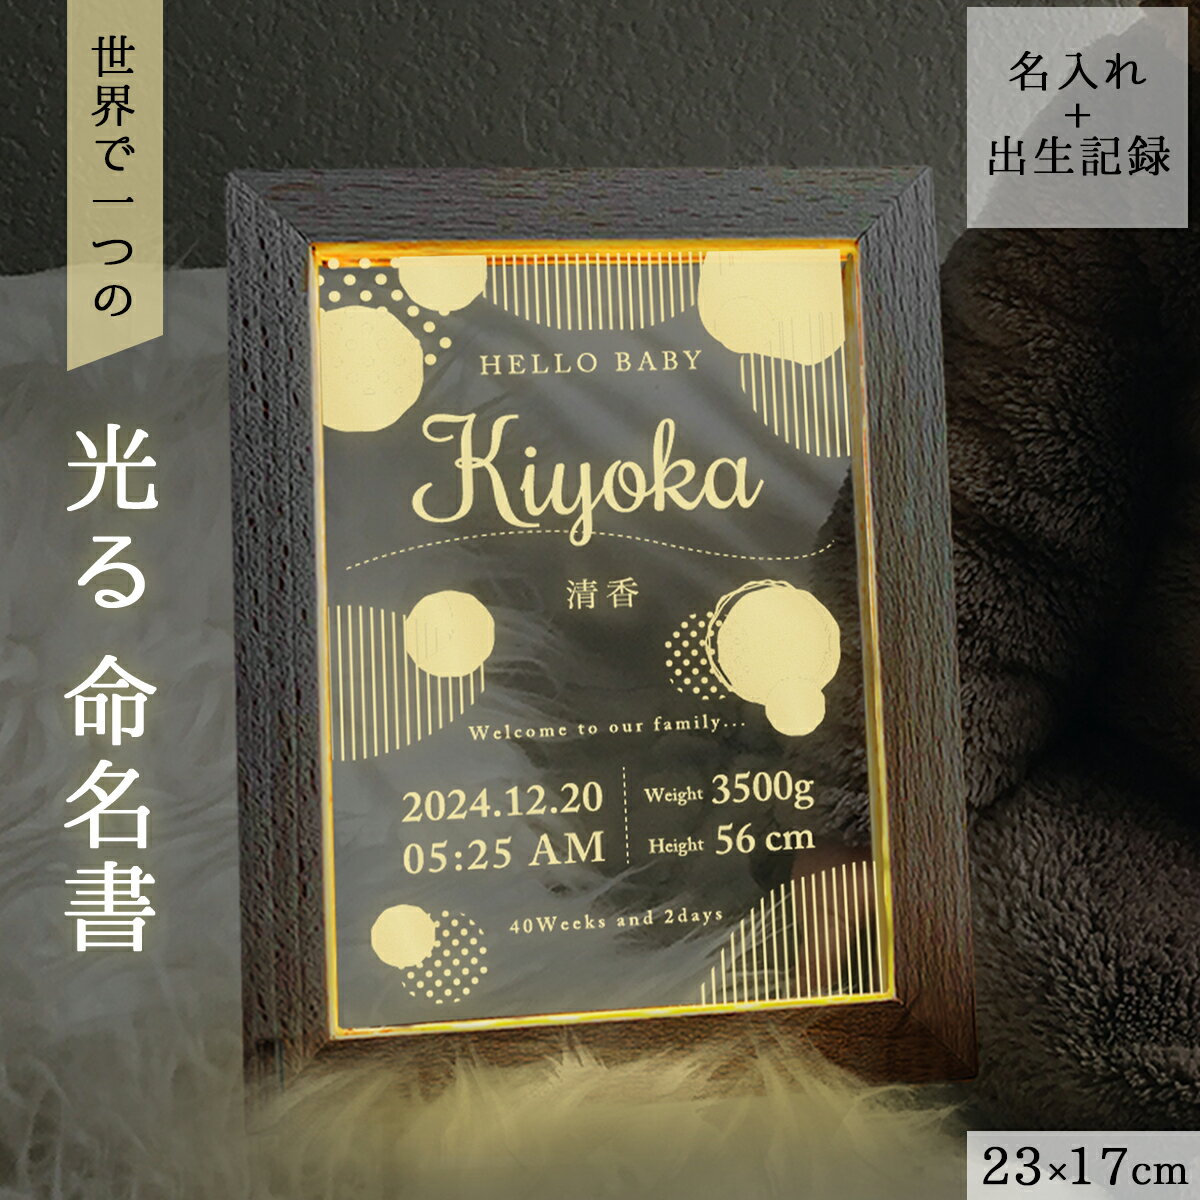 世界で一つの
光る 命名書
名入れ
+
出生記録
HELLO BABY
Kiyoka
清香
Welcome to our family...
2024.12.20
05:25 AM
Weight 3500g
Height 56 cm
40Weeks and 2days
23×17cm